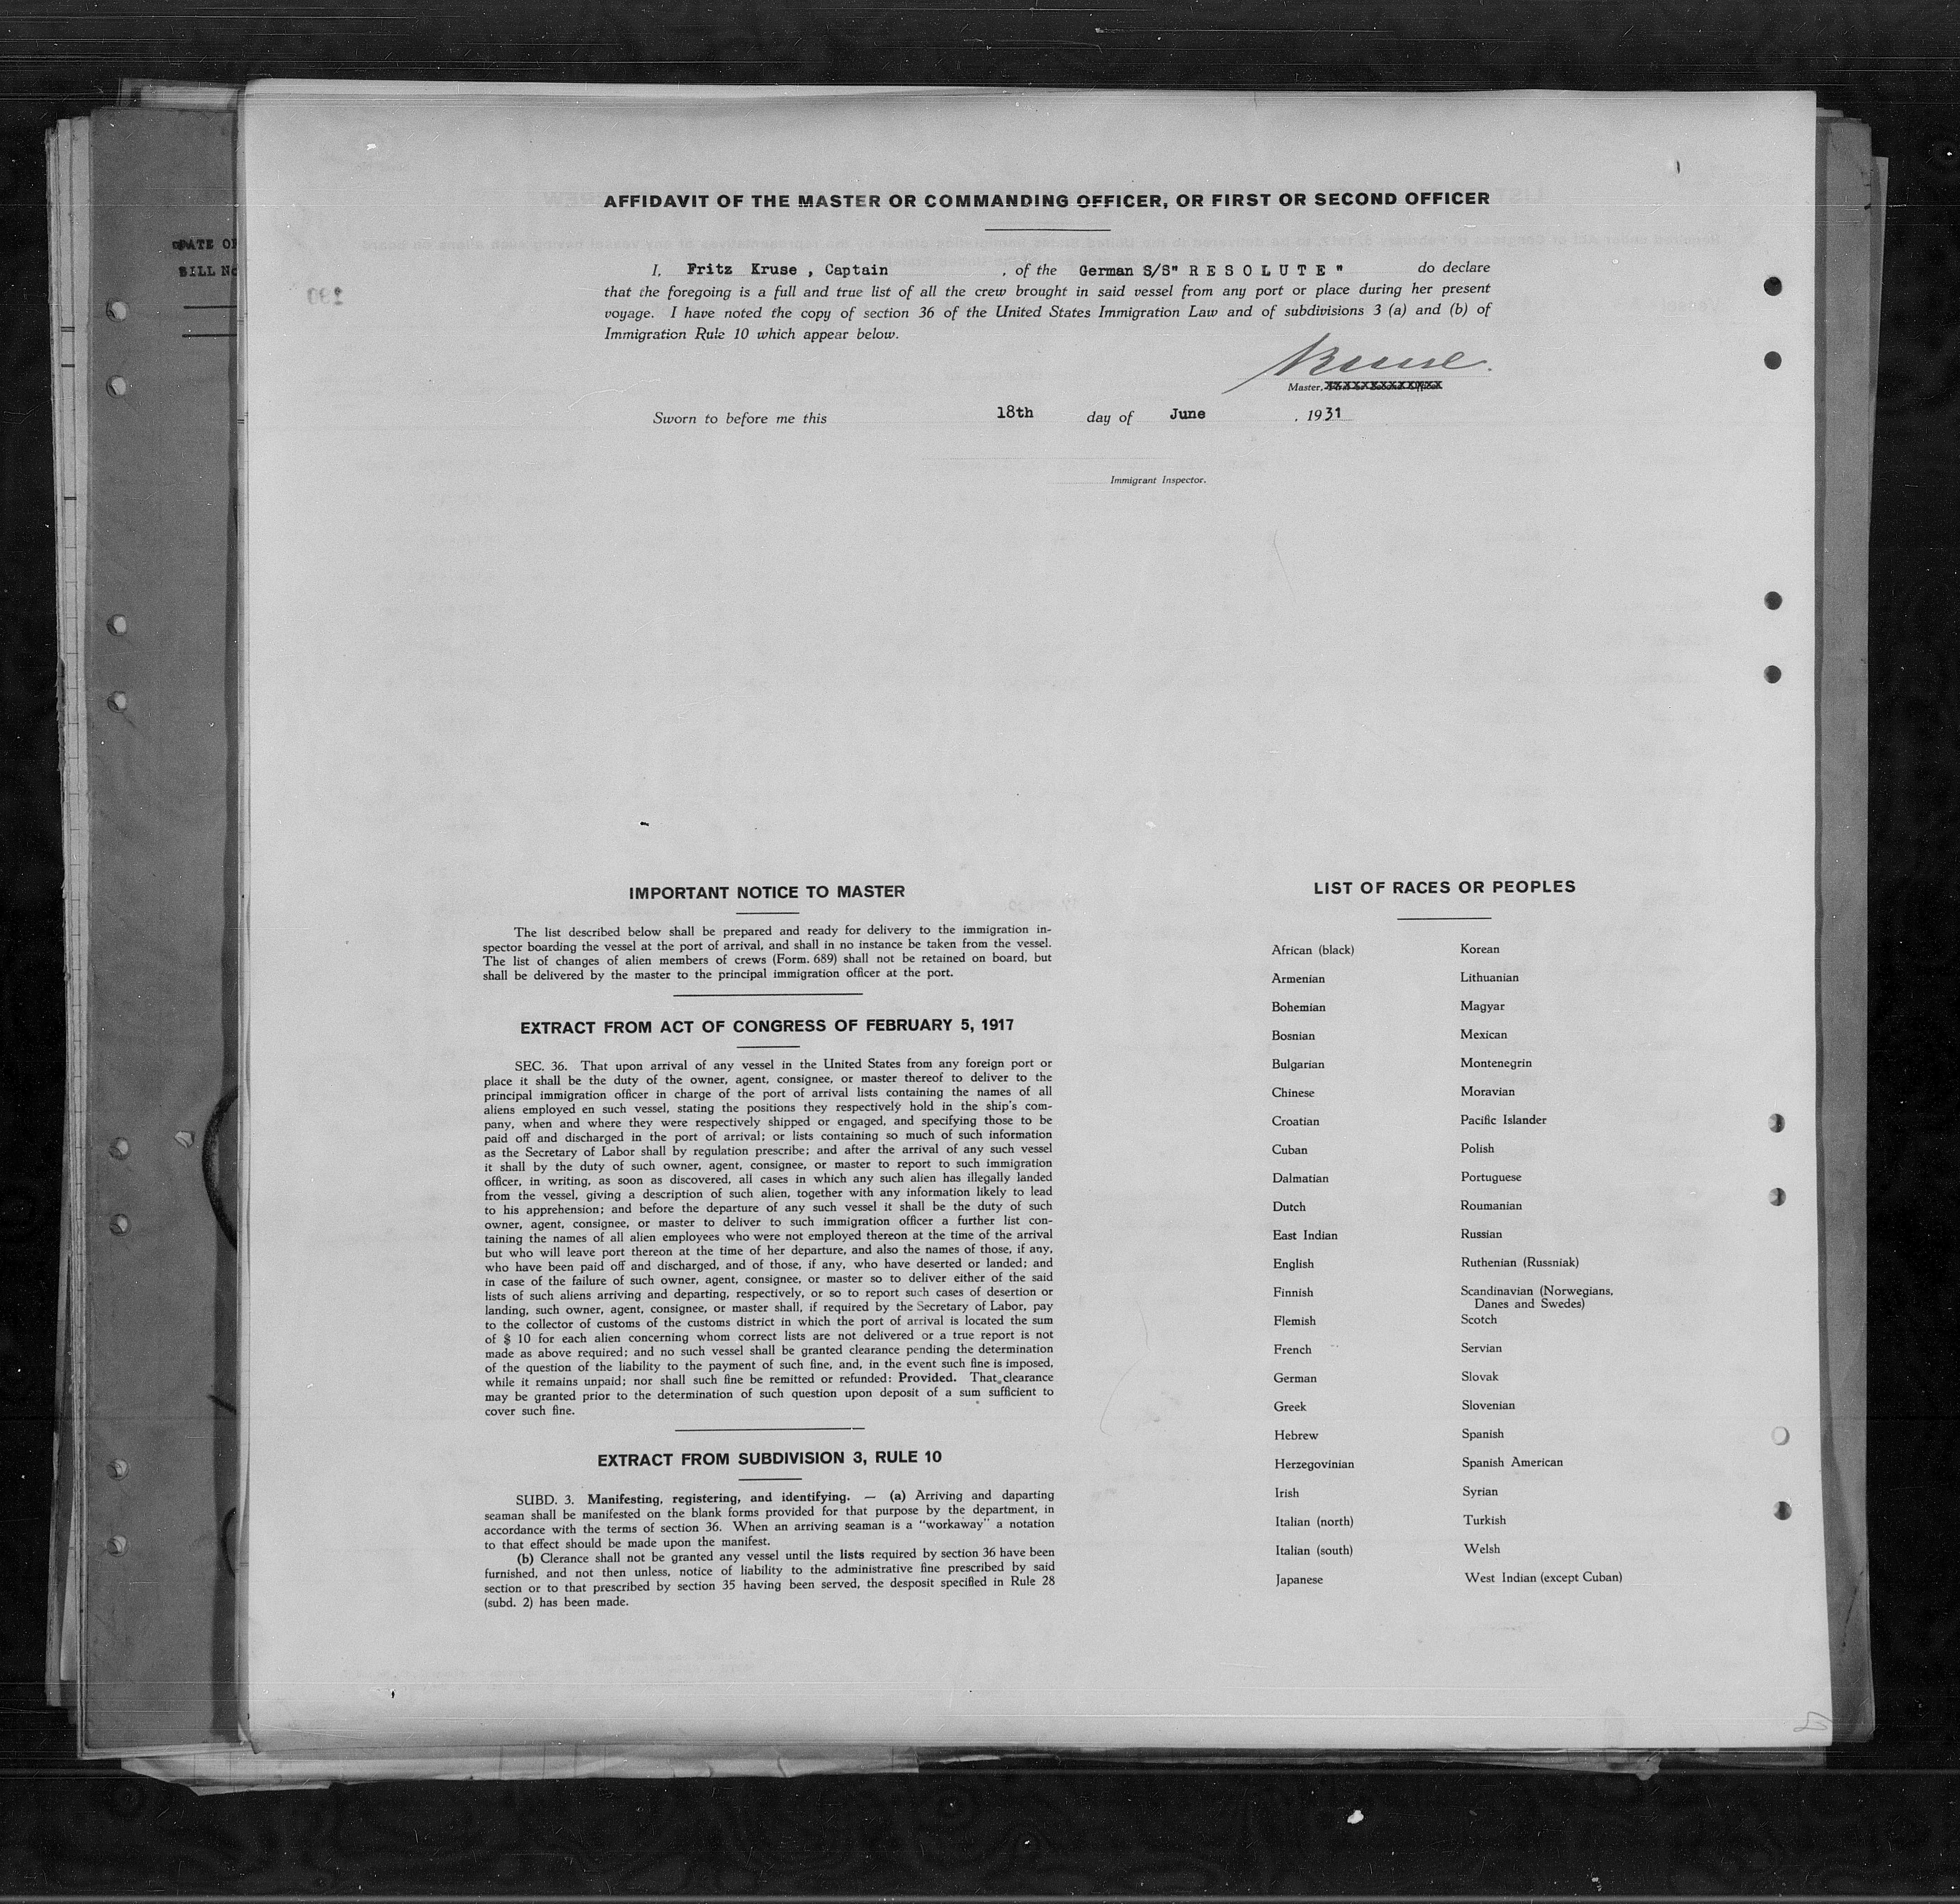 AFFIDAVIT OF THE MASTER OR COMMANDING OFFICER, OR FIRST OR SECOND OFFICER
I, Fritz Kruse , Captain , of the German S/S" R E S O L U T E " do declare
that the foregoing is a full and true list of all the crew brought in said vessel from any port or place during her present
voyage. I have noted the copy of section 36 of the United States Immigration Law and of subdivisions 3 (a) and (b) of
Immigration Rule 10 which appear below.
Kruse.
Master,
Sworn to before me this 18th day of June , 1931
Immigrant Inspector.
DATE OF
BILL No
IMPORTANT NOTICE TO MASTER
The list described below shall be prepared and ready for delivery to the immigration in-
spector boarding the vessel at the port of arrival, and shall in no instance be taken from the vessel.
The list of changes of alien members of crews (Form. 689) shall not be retained on board, but
shall be delivered by the master to the principal immigration officer at the port.
EXTRACT FROM ACT OF CONGRESS OF FEBRUARY 5, 1917
SEC. 36. That upon arrival of any vessel in the United States from any foreign port or
place it shall be the duty of the owner, agent, consignee, or master thereof to deliver to the
principal immigration officer in charge of the port of arrival lists containing the names of all
aliens employed en such vessel, stating the positions they respectively hold in the ship's com-
pany, when and where they were respectively shipped or engaged, and specifying those to be
paid off and discharged in the port of arrival; or lists containing so much of such information
as the Secretary of Labor shall by regulation prescribe; and after the arrival of any such vessel
it shall by the duty of such owner, agent, consignee, or master to report to such immigration
officer, in writing, as soon as discovered, all cases in which any such alien has illegally landed
from the vessel, giving a description of such alien, together with any information likely to lead
to his apprehension; and before the departure of any such vessel it shall be the duty of such
owner, agent, consignee, or master to deliver to such immigration officer a further list con-
taining the names of all alien employees who were not employed thereon at the time of the arrival
but who will leave port thereon at the time of her departure, and also the names of those, if any,
who have been paid off and discharged, and of those, if any, who have deserted or landed; and
in case of the failure of such owner, agent, consignee, or master so to deliver either of the said
lists of such aliens arriving and departing, respectively, or so to report such cases of desertion or
landing, such owner, agent, consignee, or master shall, if required by the Secretary of Labor, pay
to the collector of customs of the customs district in which the port of arrival is located the sum
of $ 10 for each alien concerning whom correct lists are not delivered or a true report is not
made as above required; and no such vessel shall be granted clearance pending the determination
of the question of the liability to the payment of such fine, and, in the event such fine is imposed,
while it remains unpaid; nor shall such fine be remitted or refunded: Provided. That clearance
may be granted prior to the determination of such question upon deposit of a sum sufficient to
cover such fine.
EXTRACT FROM SUBDIVISION 3, RULE 10
SUBD. 3. Manifesting, registering, and identifying. — (a) Arriving and daparting
seaman shall be manifested on the blank forms provided for that purpose by the department, in
accordance with the terms of section 36. When an arriving seaman is a "workaway" a notation
to that effect should be made upon the manifest.
(b) Clerance shall not be granted any vessel until the lists required by section 36 have been
furnished, and not then unless, notice of liability to the administrative fine prescribed by said
section or to that prescribed by section 35 having been served, the desposit specified in Rule 28
(subd. 2) has been made.
LIST OF RACES OR PEOPLES
African (black)
Armenian
Bohemian
Bosnian
Bulgarian
Chinese
Croatian
Cuban
Dalmatian
Dutch
East Indian
English
Finnish
Flemish
French
German
Greek
Hebrew
Herzegovinian
Irish
Italian (north)
Italian (south)
Japanese
Korean
Lithuanian
Magyar
Mexican
Montenegrin
Moravian
Pacific Islander
Polish
Portuguese
Roumanian
Russian
Ruthenian (Russniak)
Scandinavian (Norwegians,
Danes and Swedes)
Scotch
Servian
Slovak
Slovenian
Spanish
Spanish American
Syrian
Turkish
Welsh
West Indian (except Cuban)